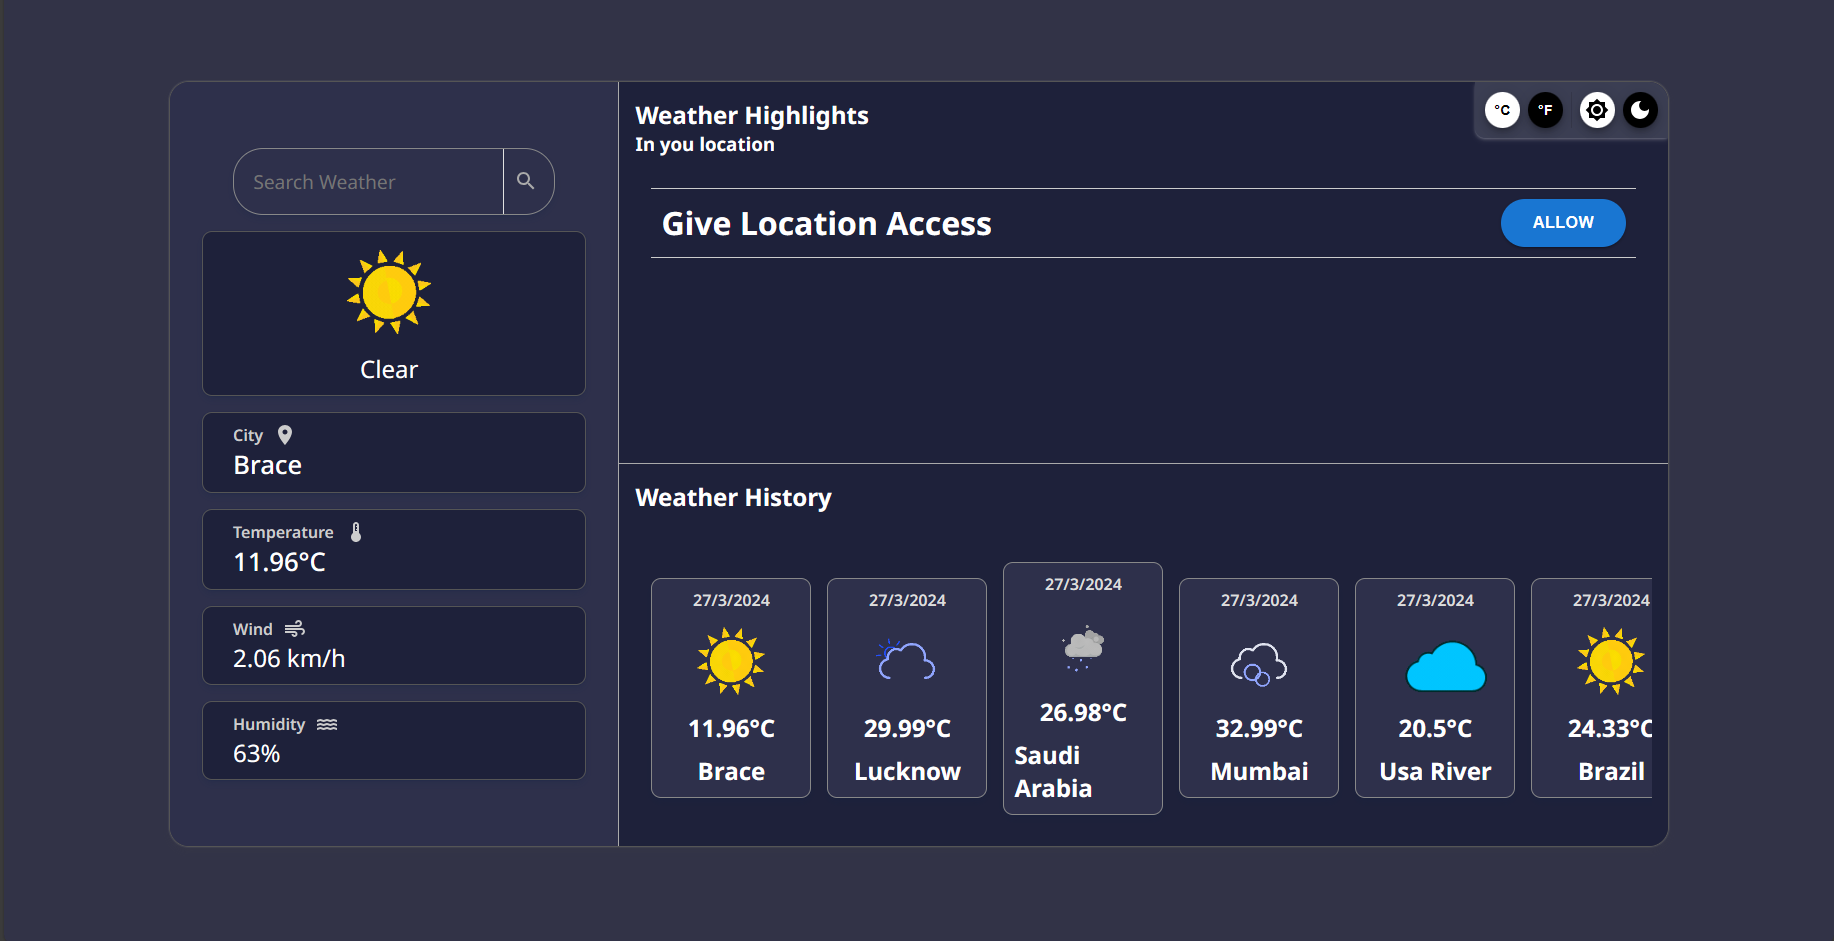 Search Weather
Clear
City
Brace
Temperature
11.96°C
Wind
2.06 km/h
Humidity
63%
Weather Highlights
In you location
°C °F
Give Location Access
ALLOW
Weather History
27/3/2024
11.96°C
Brace
27/3/2024
29.99°C
Lucknow
27/3/2024
26.98°C
Saudi
Arabia
27/3/2024
32.99°C
Mumbai
27/3/2024
20.5°C
Usa River
27/3/2024
24.33°C
Brazil